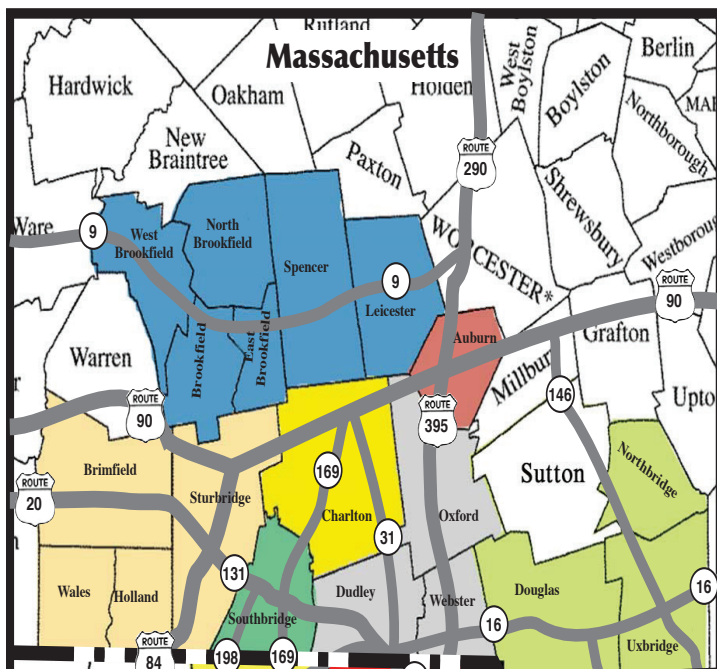 Rutland
Massachusetts
Berlin
West
Boylston
Hardwick
Oakham
Holden
Boylston
Northborough
New
Braintree
Paxton
ROUTE
290
Shrewsbury
Ware
9
West
Brookfield
North
Brookfield
Spencer
WORCESTER*
9
Leicester
ROUTE
90
Warren
Brookfield
East
Brookfield
Auburn
Grafton
ROUTE
90
ROUTE
395
146
Brimfield
Sturbridge
169
Sutton
Northbridge
ROUTE
20
Charlton
31
Oxford
Wales
Holland
131
Southbridge
Dudley
Webster
Douglas
16
16
Uxbridge
ROUTE
84
198
169